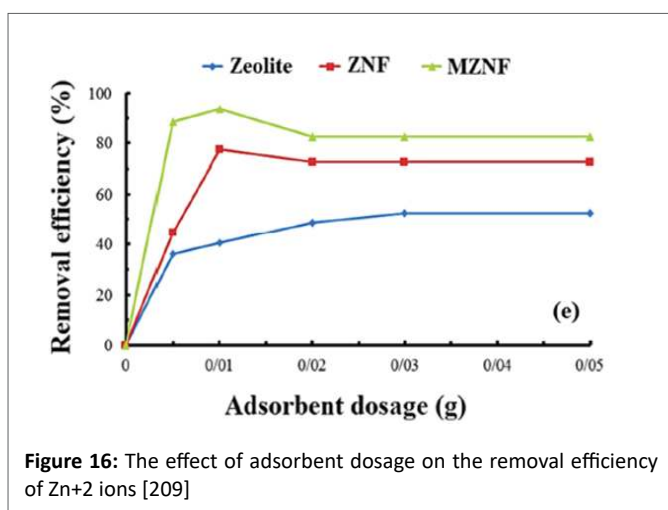 Zeolite ZNF MZNF
100
80
60
40
20
0
Removal efficiency (%)
(e)
0 0/01 0/02 0/03 0/04 0/05
Adsorbent dosage (g)
Figure 16: The effect of adsorbent dosage on the removal efficiency
of Zn+2 ions [209]